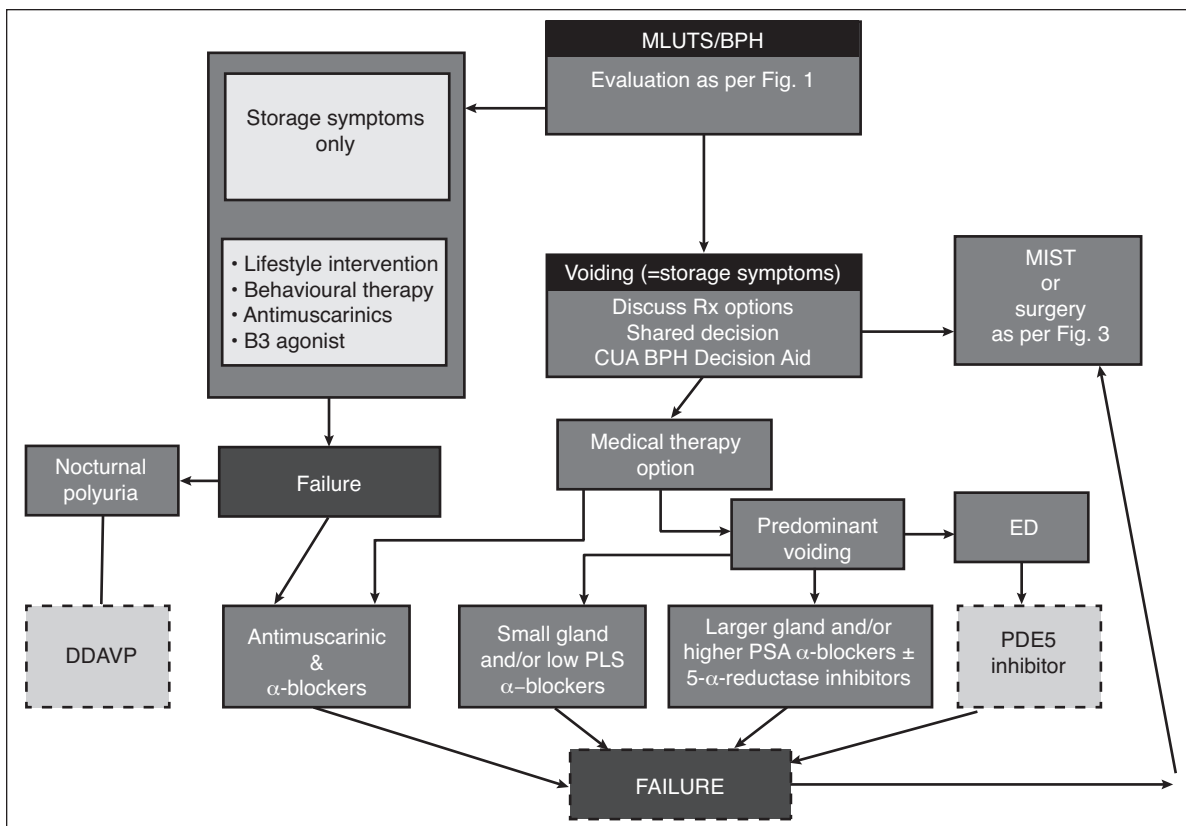 MLUTS/BPH
Evaluation as per Fig. 1
Storage symptoms
only
• Lifestyle intervention
• Behavioural therapy
• Antimuscarinics
• B3 agonist
Voiding (=storage symptoms)
Discuss Rx options
Shared decision
CUA BPH Decision Aid
MIST
or
surgery
as per Fig. 3
Medical therapy
option
Nocturnal
polyuria
Failure
Predominant
voiding
ED
DDAVP
Antimuscarinic
&
α-blockers
Small gland
and/or low PLS
α–blockers
Larger gland and/or
higher PSA α-blockers ±
5-α-reductase inhibitors
PDE5
inhibitor
FAILURE